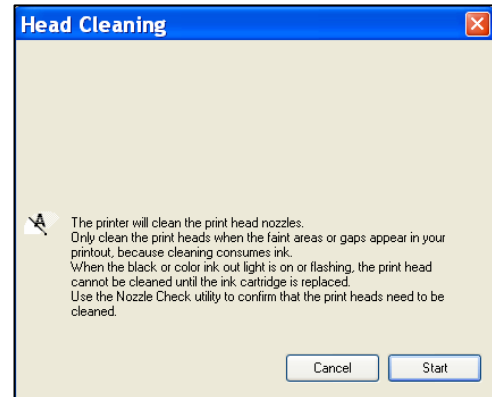 Head Cleaning
A
The printer will clean the print head nozzles.
Only clean the print heads when the faint areas or gaps appear in your
printout, because cleaning consumes ink.
When the black or color ink out light is on or flashing, the print head
cannot be cleaned until the ink cartridge is replaced.
Use the Nozzle Check utility to confirm that the print heads need to be
cleaned.
Cancel Start